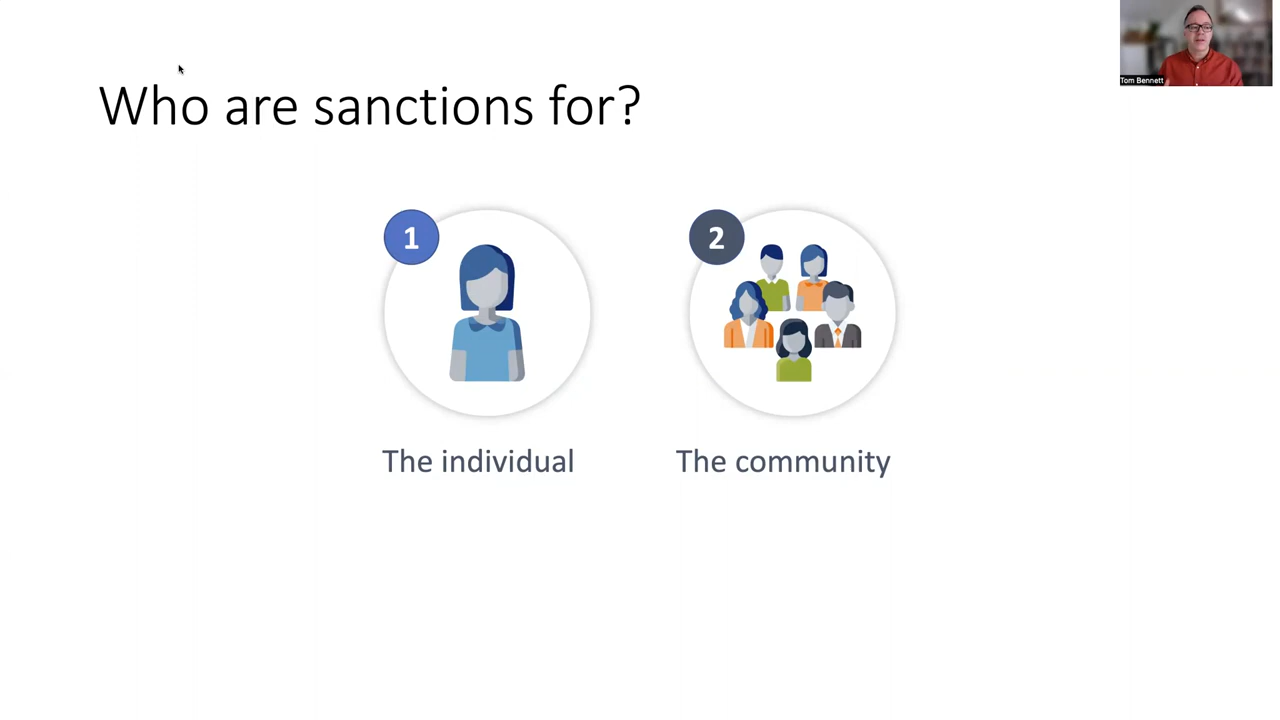 Tom Bennett
Who are sanctions for?
1
2
The individual
The community